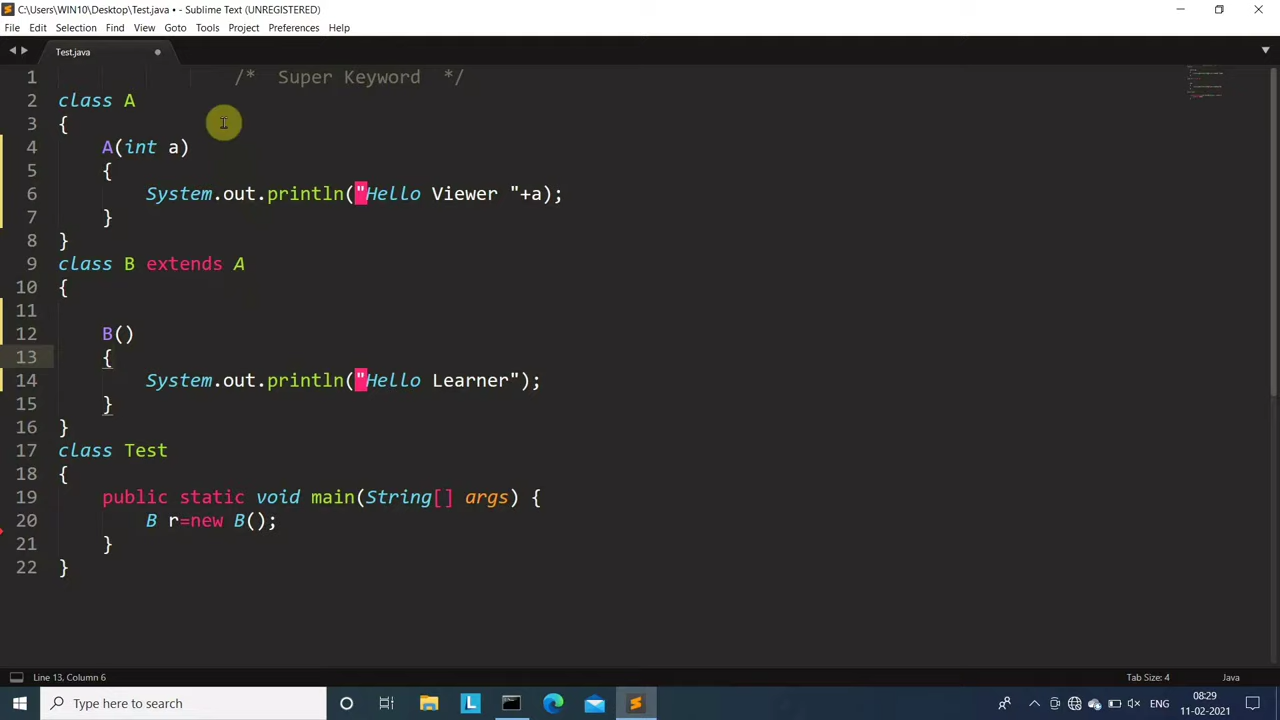 C:\Users\WIN10\Desktop\Test.java • - Sublime Text (UNREGISTERED)
File Edit Selection Find View Goto Tools Project Preferences Help
Test.java
1 /* Super Keyword */
2 class A
3 {
4 A(int a)
5 {
6 System.out.println("Hello Viewer "+a);
7 }
8 }
9 class B extends A
10 {
11
12 B()
13 {
14 System.out.println("Hello Learner");
15 }
16 }
17 class Test
18 {
19 public static void main(String[] args) {
20 B r=new B();
21 }
22 }
Line 13, Column 6 Tab Size: 4 Java
Type here to search L S ENG 08:29
11-02-2021